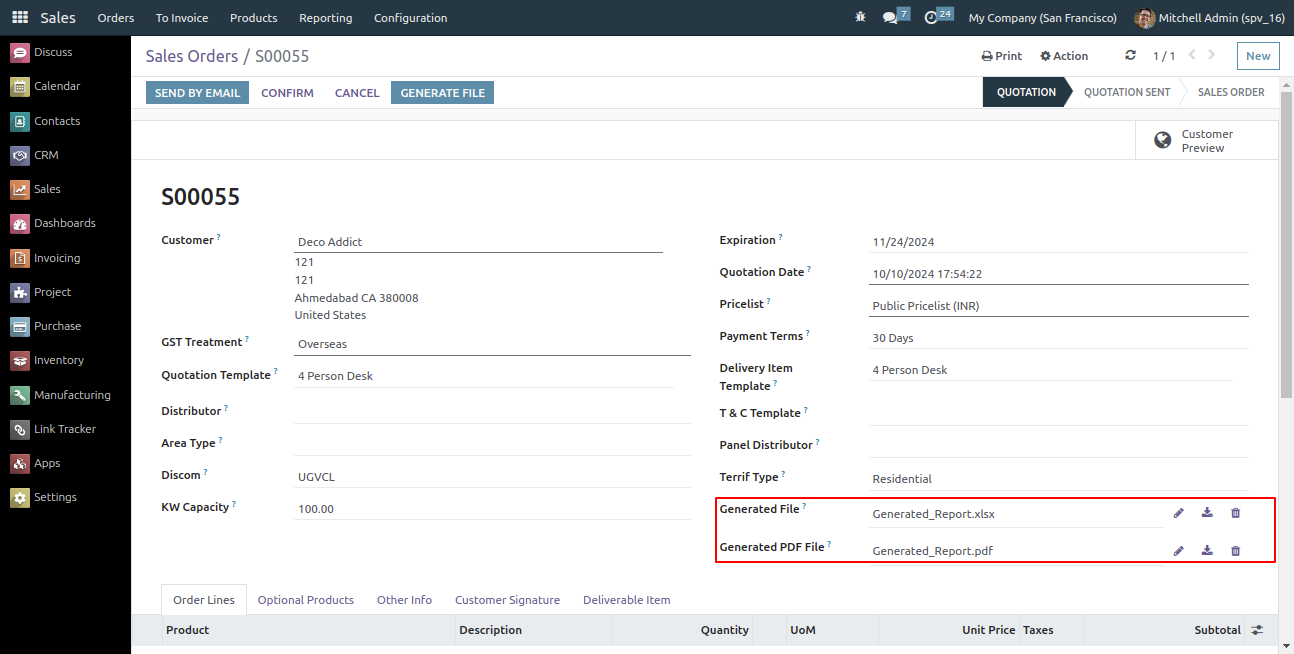 Sales Orders To Invoice Products Reporting Configuration 7 24 My Company (San Francisco) Mitchell Admin (spv_16)
Discuss
Calendar
Contacts
CRM
Sales
Dashboards
Invoicing
Project
Purchase
Inventory
Manufacturing
Link Tracker
Apps
Settings
Sales Orders / S00055 Print Action 1 / 1 New
SEND BY EMAIL CONFIRM CANCEL GENERATE FILE QUOTATION QUOTATION SENT SALES ORDER
Customer
Preview
S00055
Customer ? Deco Addict
121
121
Ahmedabad CA 380008
United States
GST Treatment ? Overseas
Quotation Template ? 4 Person Desk
Distributor ?
Area Type ?
Discom ? UGVCL
KW Capacity ? 100.00
Expiration ? 11/24/2024
Quotation Date ? 10/10/2024 17:54:22
Pricelist ? Public Pricelist (INR)
Payment Terms ? 30 Days
Delivery Item
Template ? 4 Person Desk
T & C Template ?
Panel Distributor ?
Terrif Type ? Residential
Generated File ? Generated_Report.xlsx
Generated PDF File ? Generated_Report.pdf
Order Lines Optional Products Other Info Customer Signature Deliverable Item
Product Description Quantity UoM Unit Price Taxes Subtotal